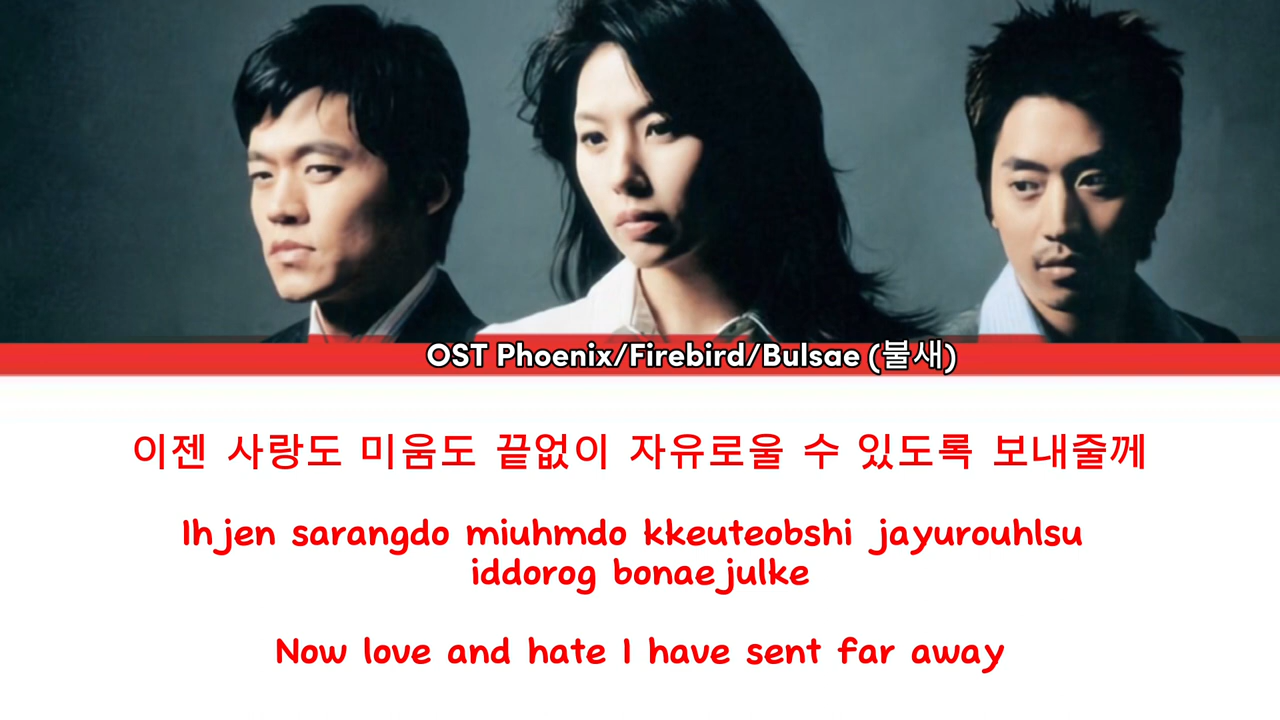 OST Phoenix/Firebird/Bulsae (불새)
이젠 사랑도 미움도 끝없이 자유로울 수 있도록 보내줄께
Ihjen sarangdo miuhmdo kkeuteobshi jayurouhlsu
iddorog bonaejulke
Now love and hate I have sent far away